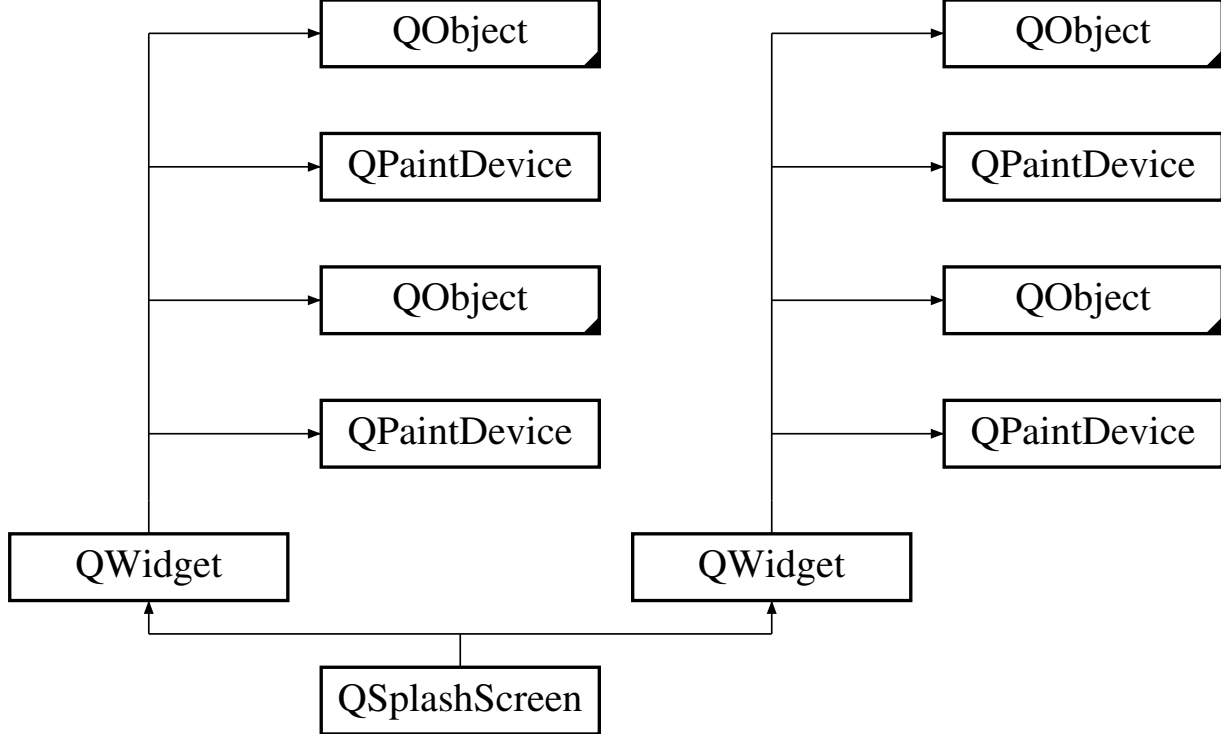 QObject
QObject
QPaintDevice
QPaintDevice
QObject
QObject
QPaintDevice
QPaintDevice
QWidget
QWidget
QSplashScreen